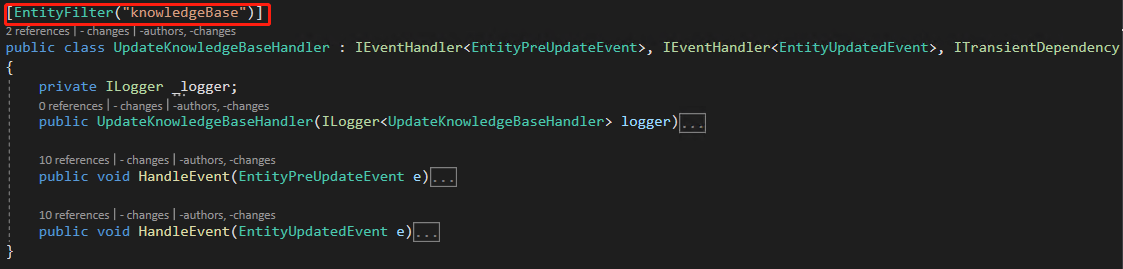 [EntityFilter("knowledgeBase")]
2 references | - changes | -authors, -changes
public class UpdateKnowledgeBaseHandler : IEventHandler<EntityPreUpdateEvent>, IEventHandler<EntityUpdatedEvent>, ITransientDependency
{
private ILogger _logger;
0 references | - changes | -authors, -changes
public UpdateKnowledgeBaseHandler(ILogger<UpdateKnowledgeBaseHandler> logger)...
10 references | - changes | -authors, -changes
public void HandleEvent(EntityPreUpdateEvent e)...
10 references | - changes | -authors, -changes
public void HandleEvent(EntityUpdatedEvent e)...
}